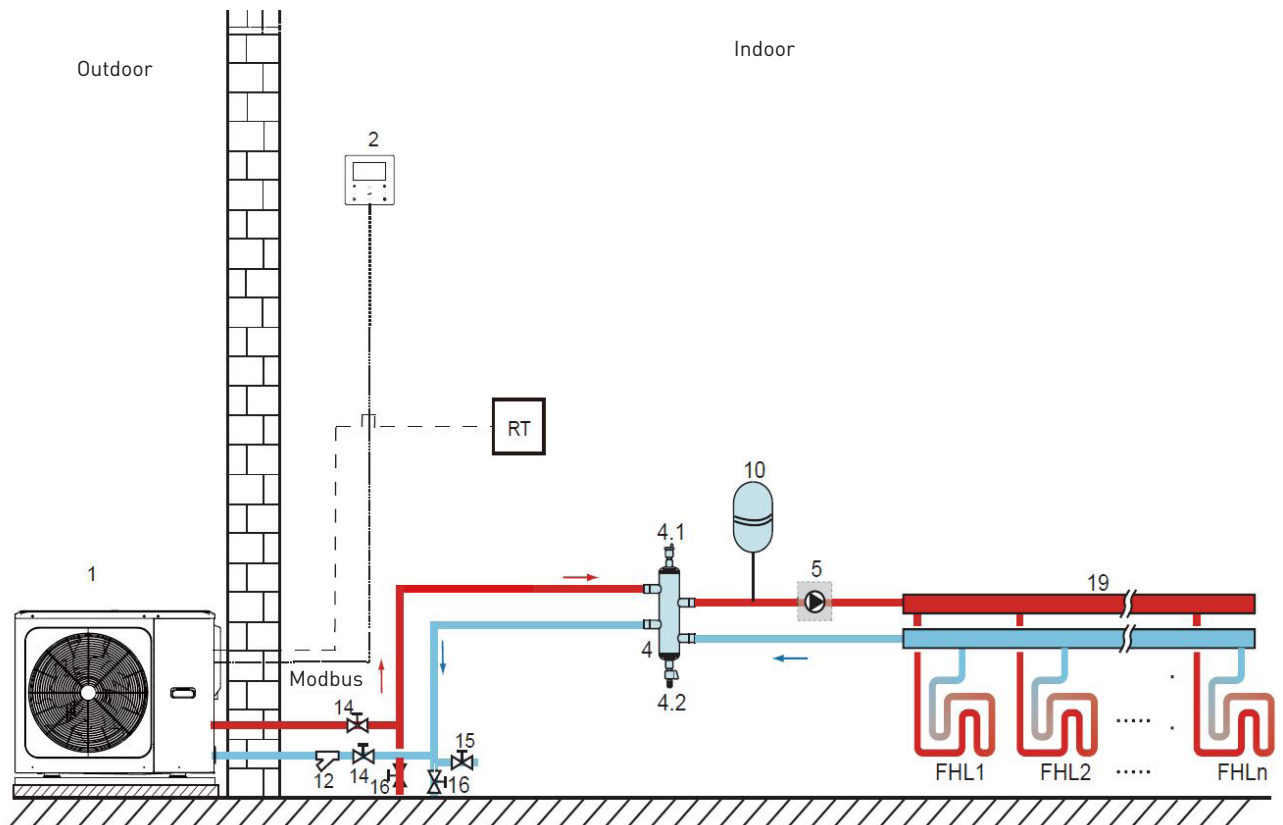 Outdoor
Indoor
2
RT
10
4.1
5
19
1
4
Modbus
4.2
14
15
12
14
16
16
FHL1
FHL2
.....
.....
FHLn